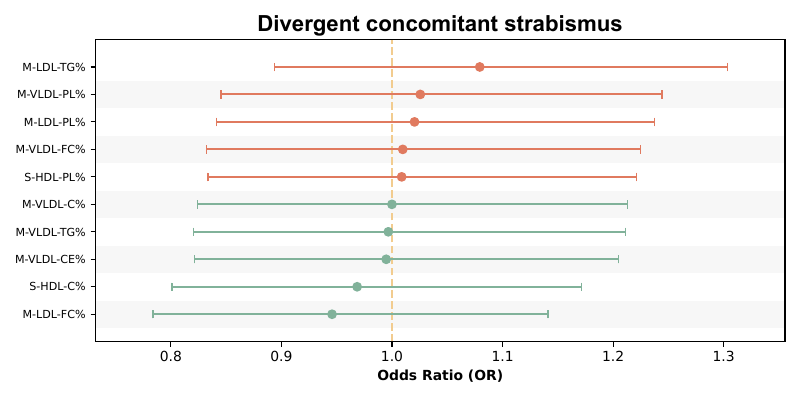 Divergent concomitant strabismus
M-LDL-TG%
M-VLDL-PL%
M-LDL-PL%
M-VLDL-FC%
S-HDL-PL%
M-VLDL-C%
M-VLDL-TG%
M-VLDL-CE%
S-HDL-C%
M-LDL-FC%
0.8 0.9 1.0 1.1 1.2 1.3
Odds Ratio (OR)